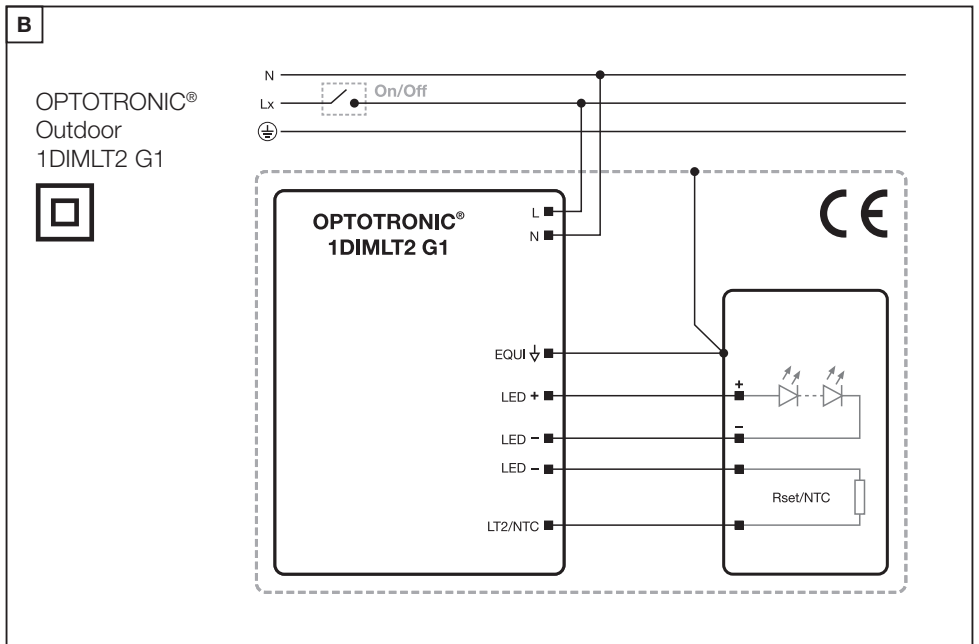 B
OPTOTRONIC®
Outdoor
1DIMLT2 G1
N
Lx
On/Off
OPTOTRONIC®
1DIMLT2 G1
L
N
CE
EQUI
LED +
LED −
LED −
LT2/NTC
+
−
Rset/NTC